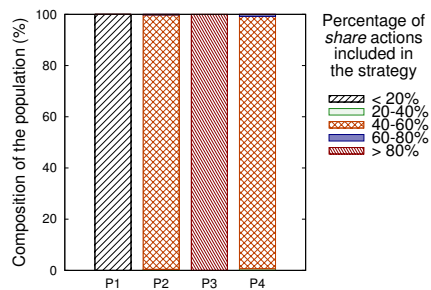 Percentage of
share actions
included in
the strategy
< 20%
20-40%
40-60%
60-80%
> 80%
Composition of the population (%)
100
80
60
40
20
0
P1 P2 P3 P4